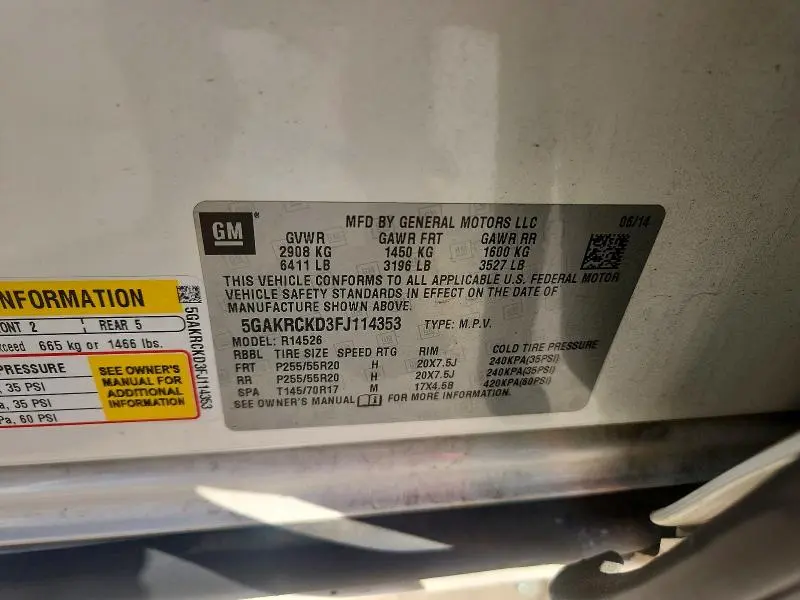 GM ®
MFD BY GENERAL MOTORS LLC 06/14
GVWR GAWR FRT GAWR RR
2908 KG 1450 KG 1600 KG
6411 LB 3196 LB 3527 LB
THIS VEHICLE CONFORMS TO ALL APPLICABLE U.S. FEDERAL MOTOR
VEHICLE SAFETY STANDARDS IN EFFECT ON THE DATE OF
MANUFACTURE SHOWN ABOVE.
5GAKRCKD3FJ114353 TYPE: M.P.V.
MODEL: R14526
RBBL TIRE SIZE SPEED RTG RIM COLD TIRE PRESSURE
FRT P255/55R20 H 20X7.5J 240KPA(35PSI)
RR P255/55R20 H 20X7.5J 240KPA(35PSI)
SPA T145/70R17 M 17X4.5B 420KPA(60PSI)
SEE OWNER'S MANUAL FOR MORE INFORMATION.
NFORMATION
ONT 2 REAR 5
xceed 665 kg or 1466 lbs.
PRESSURE
, 35 PSI
a, 35 PSI
Pa, 60 PSI
SEE OWNER'S
MANUAL FOR
ADDITIONAL
INFORMATION
5GAKRCKD3FJ114353